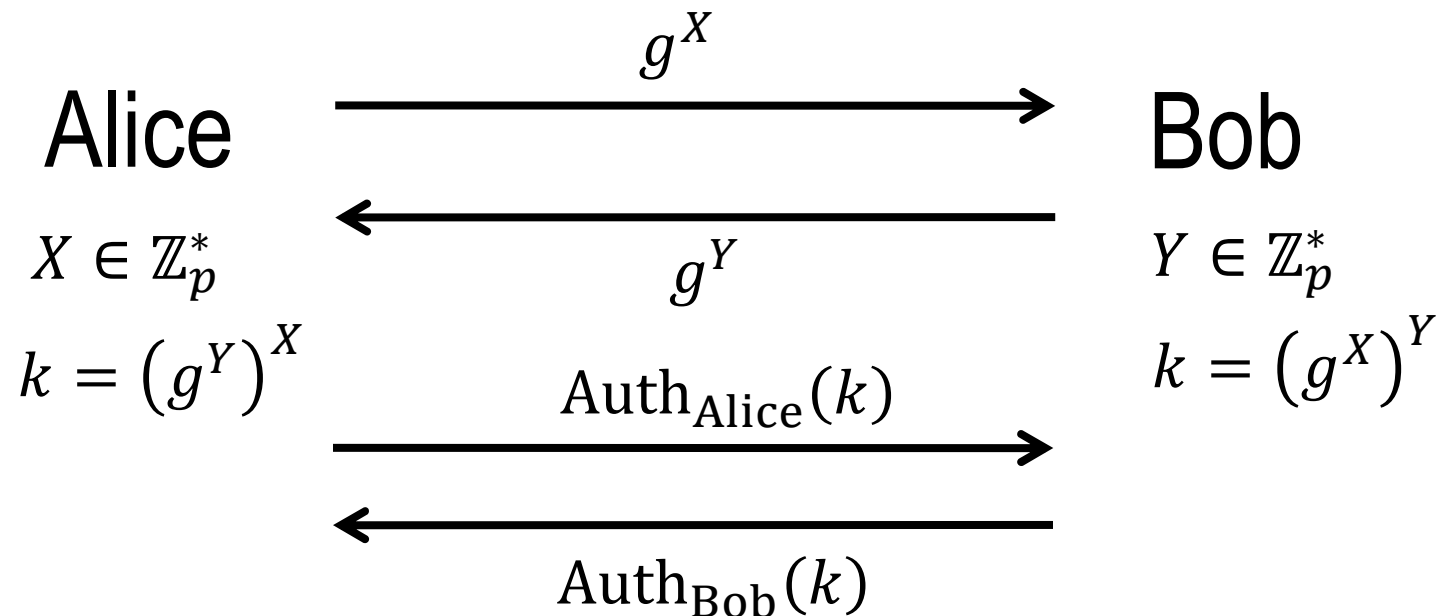 g^X
Alice
Bob
g^Y
X ∈ ℤ_p^*
Y ∈ ℤ_p^*
k = (g^Y)^X
k = (g^X)^Y
Auth_Alice(k)
Auth_Bob(k)